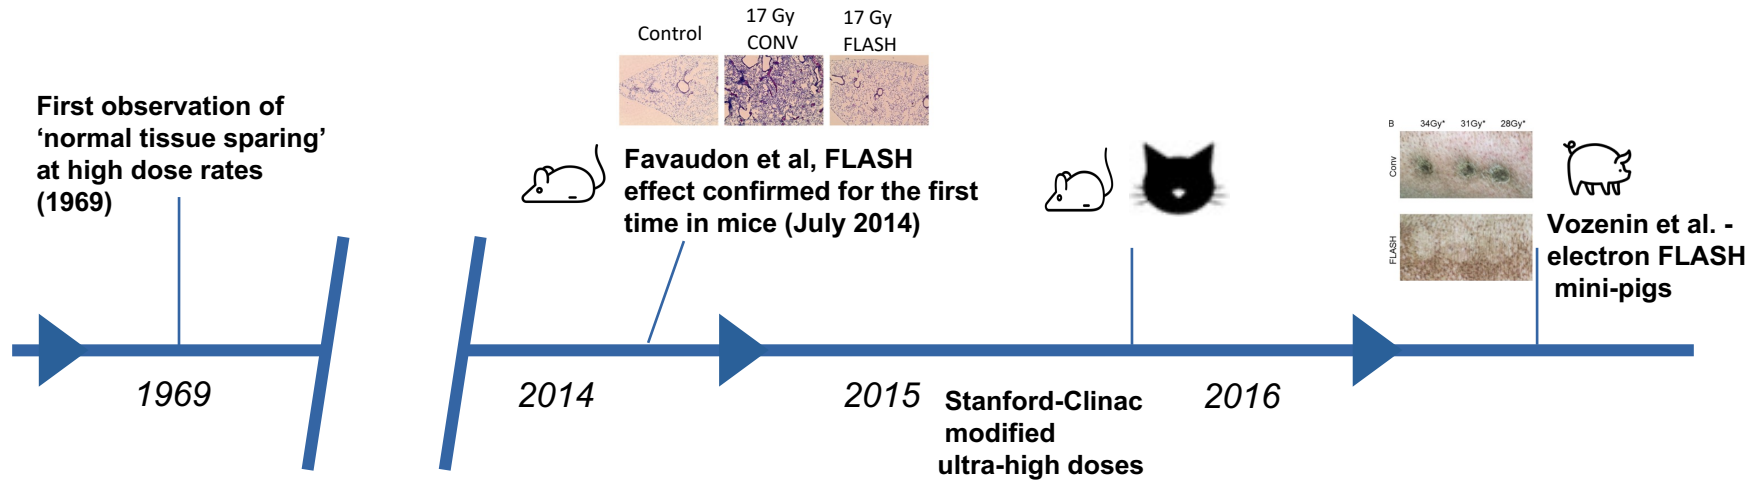 First observation of
‘normal tissue sparing’
at high dose rates
(1969)
Control
17 Gy
CONV
17 Gy
FLASH
Favaudon et al, FLASH
effect confirmed for the first
time in mice (July 2014)
B 34Gy* 31Gy* 28Gy*
Conv
FLASH
Vozenin et al. -
electron FLASH
mini-pigs
1969
2014
2015
Stanford-Clinac
modified
ultra-high doses
2016